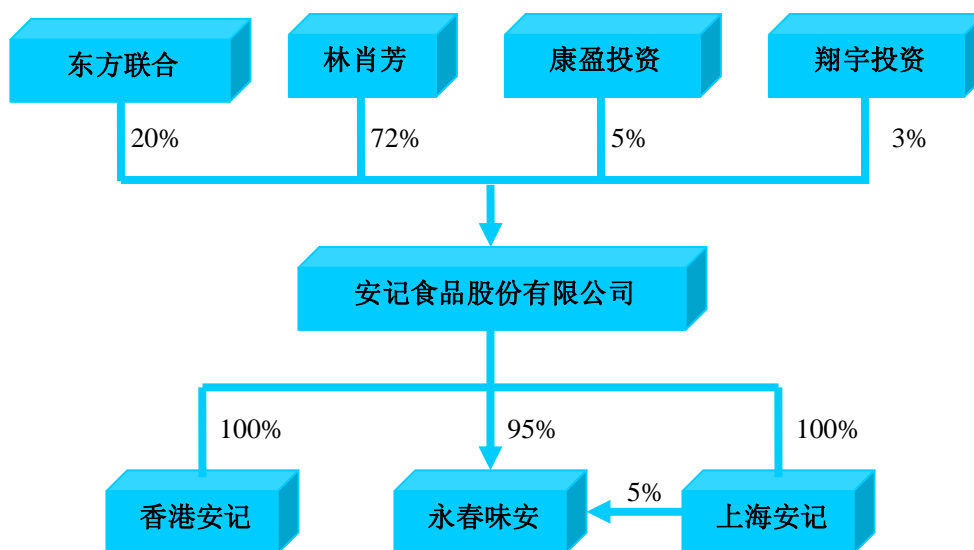 东方联合
林肖芳
康盈投资
翔宇投资
20%
72%
5%
3%
安记食品股份有限公司
100%
95%
100%
5%
香港安记
永春味安
上海安记